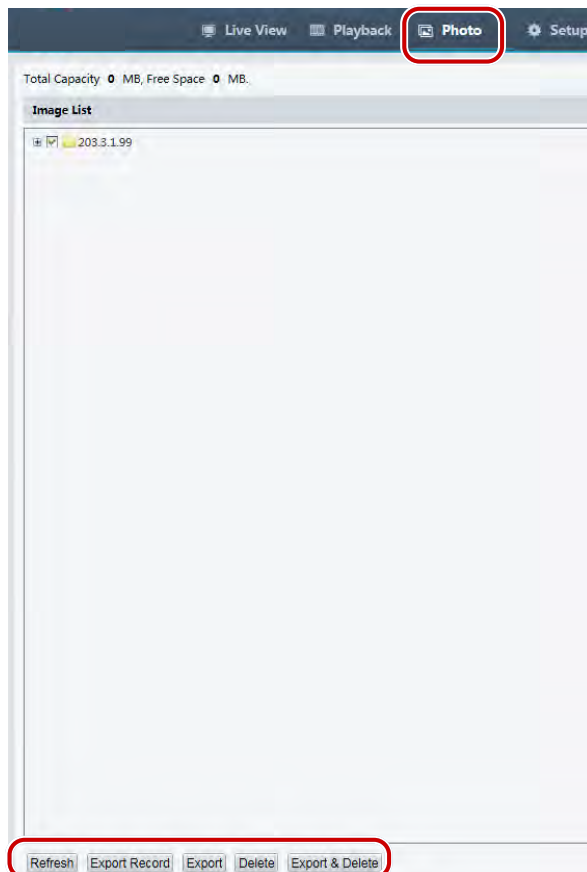 Live View Playback Photo Setup
Total Capacity 0 MB, Free Space 0 MB.
Image List
203.3.1.99
Refresh Export Record Export Delete Export & Delete